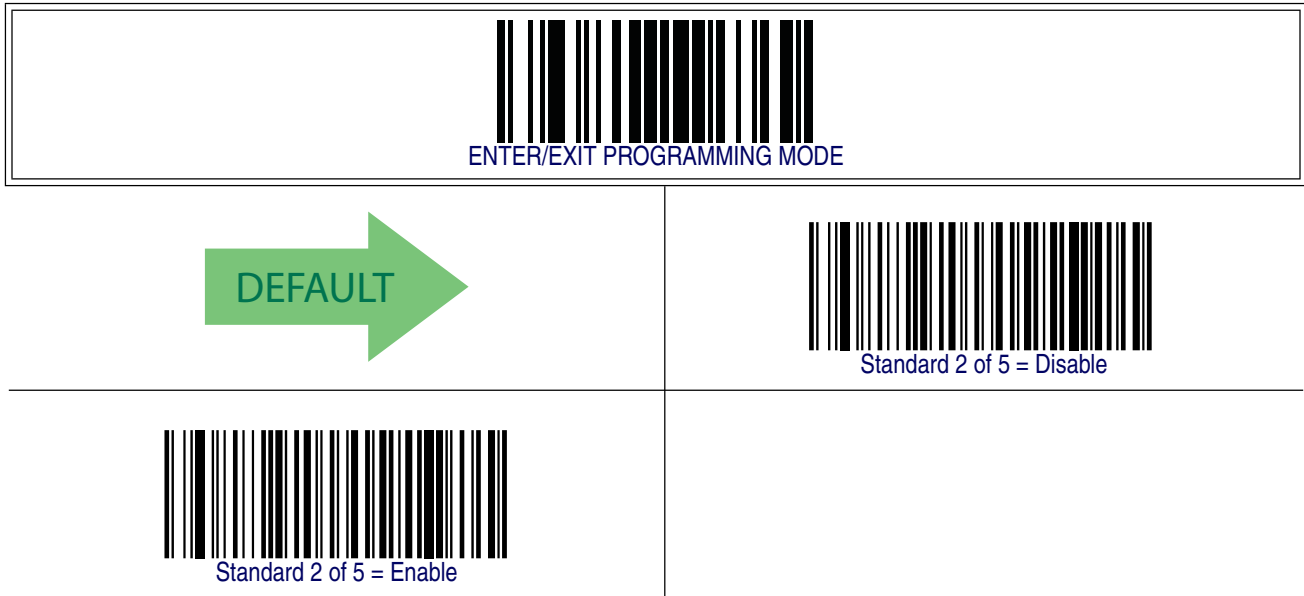 ENTER/EXIT PROGRAMMING MODE
DEFAULT
Standard 2 of 5 = Disable
Standard 2 of 5 = Enable